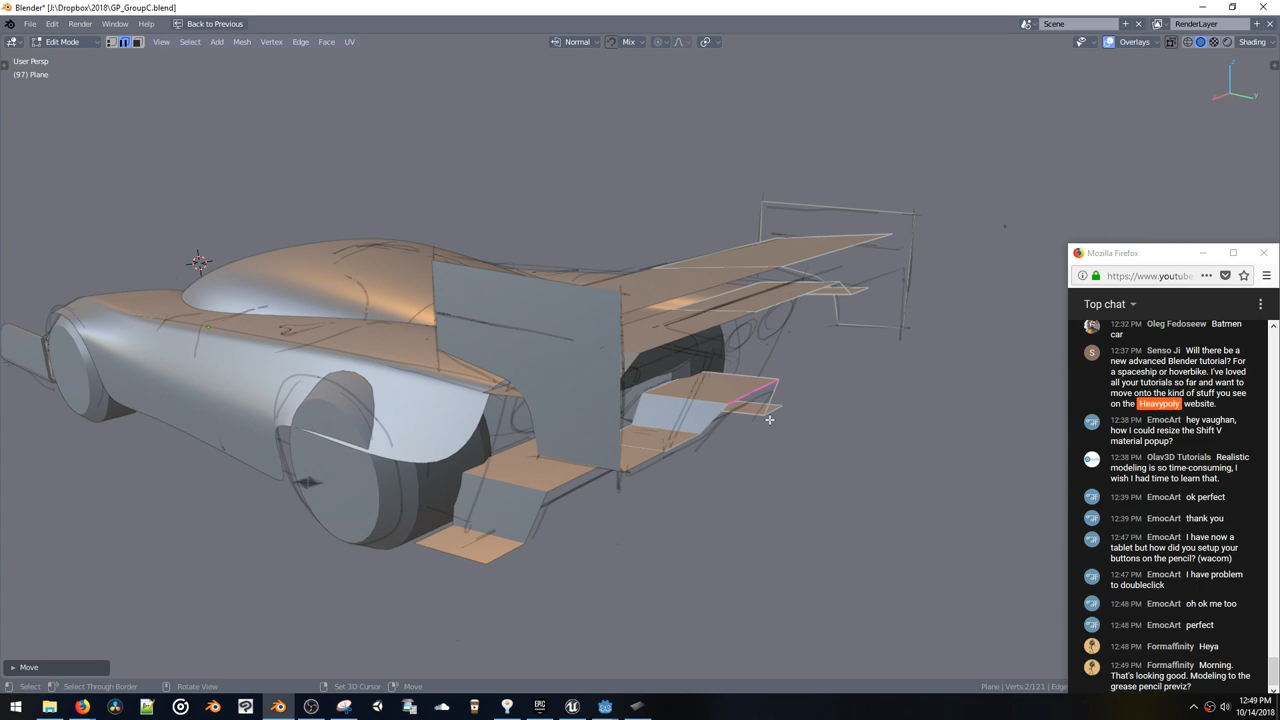 Blender* [J:\Dropbox\2018\GP_GroupC.blend]
File Edit Render Window Help Back to Previous Scene RenderLayer
Edit Mode View Select Add Mesh Vertex Edge Face UV Normal Mix Overlays Shading
User Persp
(97) Plane
z
y
Mozilla Firefox
https://www.youtube
Top chat
12:32 PM Oleg Fedoseew Batmen
car
12:37 PM Senso Ji Will there be a
new advanced Blender tutorial? For
a spaceship or hoverbike. I've loved
all your tutorials so far and want to
move onto the kind of stuff you see
on the Heavypoly website.
12:38 PM EmocArt hey vaughan,
how I could resize the Shift V
material popup?
12:38 PM Olav3D Tutorials Realistic
modeling is so time-consuming, I
wish I had time to learn that.
12:39 PM EmocArt ok perfect
12:39 PM EmocArt thank you
12:47 PM EmocArt I have now a
tablet but how did you setup your
buttons on the pencil? (wacom)
12:47 PM EmocArt I have problem
to doubleclick
12:48 PM EmocArt oh ok me too
12:48 PM EmocArt perfect
12:48 PM Formaffinity Heya
12:49 PM Formaffinity Morning.
That's looking good. Modeling to the
grease pencil previz?
Move
Select Select Through Border Rotate View Set 3D Cursor Move Plane | Verts:2/121 | Edge
12:49 PM
10/14/2018